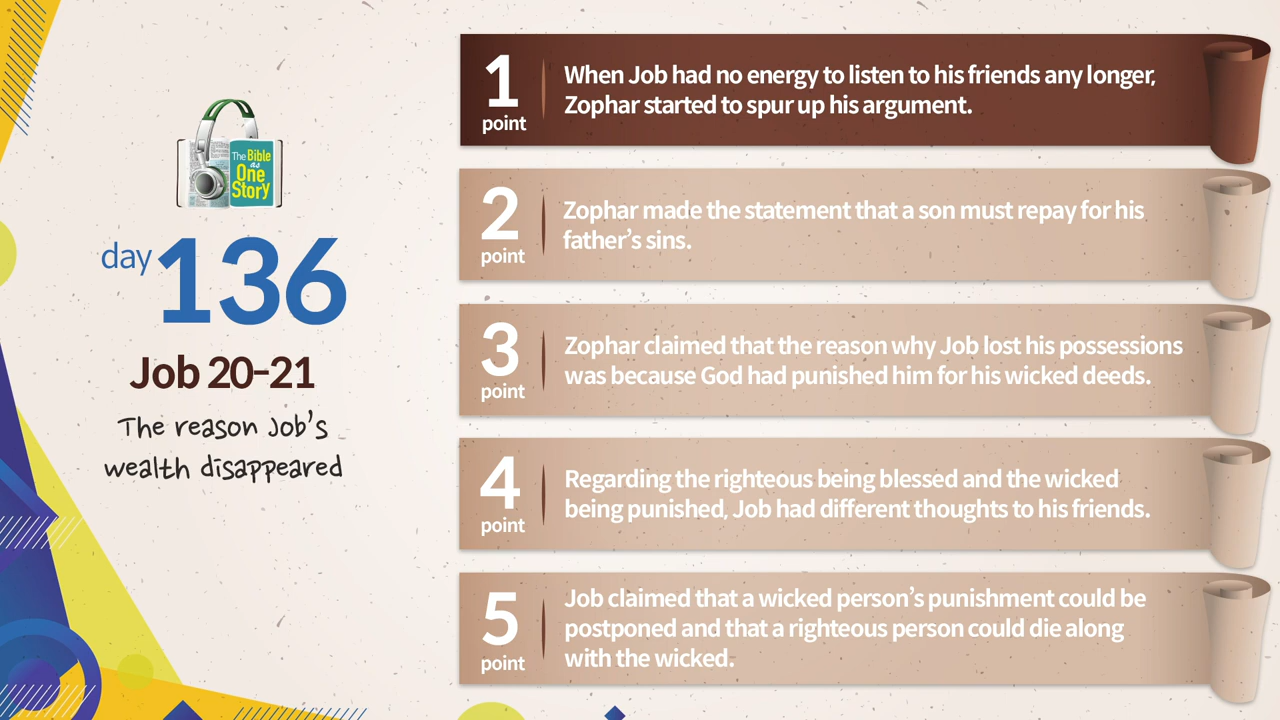 The Bible
as
One
Story
day 136
Job 20-21
The reason Job's
wealth disappeared
1
point
When Job had no energy to listen to his friends any longer,
Zophar started to spur up his argument.
2
point
Zophar made the statement that a son must repay for his
father's sins.
3
point
Zophar claimed that the reason why Job lost his possessions
was because God had punished him for his wicked deeds.
4
point
Regarding the righteous being blessed and the wicked
being punished, Job had different thoughts to his friends.
5
point
Job claimed that a wicked person's punishment could be
postponed and that a righteous person could die along
with the wicked.